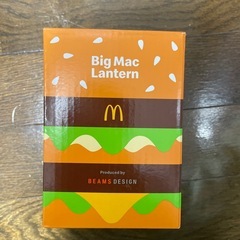 Big Mac
Lantern
Produced by
BEAMS DESIGN